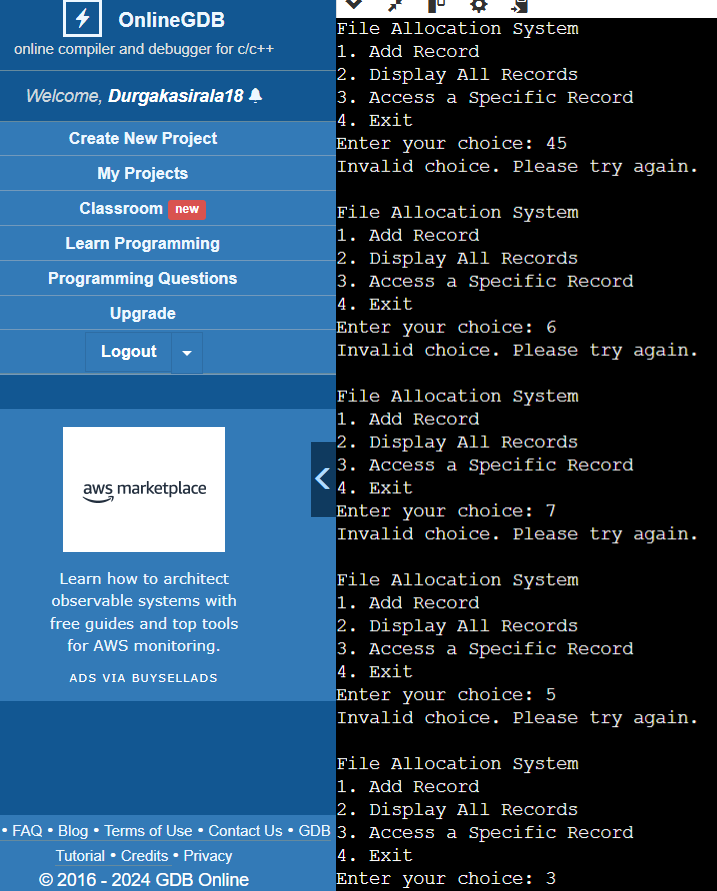 OnlineGDB
online compiler and debugger for c/c++
Welcome, Durgakasirala18
Create New Project
My Projects
Classroom new
Learn Programming
Programming Questions
Upgrade
Logout
aws marketplace
Learn how to architect
observable systems with
free guides and top tools
for AWS monitoring.
ADS VIA BUYSELLADS
• FAQ • Blog • Terms of Use • Contact Us • GDB
Tutorial • Credits • Privacy
© 2016 - 2024 GDB Online
File Allocation System
1. Add Record
2. Display All Records
3. Access a Specific Record
4. Exit
Enter your choice: 45
Invalid choice. Please try again.
File Allocation System
1. Add Record
2. Display All Records
3. Access a Specific Record
4. Exit
Enter your choice: 6
Invalid choice. Please try again.
File Allocation System
1. Add Record
2. Display All Records
3. Access a Specific Record
4. Exit
Enter your choice: 7
Invalid choice. Please try again.
File Allocation System
1. Add Record
2. Display All Records
3. Access a Specific Record
4. Exit
Enter your choice: 5
Invalid choice. Please try again.
File Allocation System
1. Add Record
2. Display All Records
3. Access a Specific Record
4. Exit
Enter your choice: 3